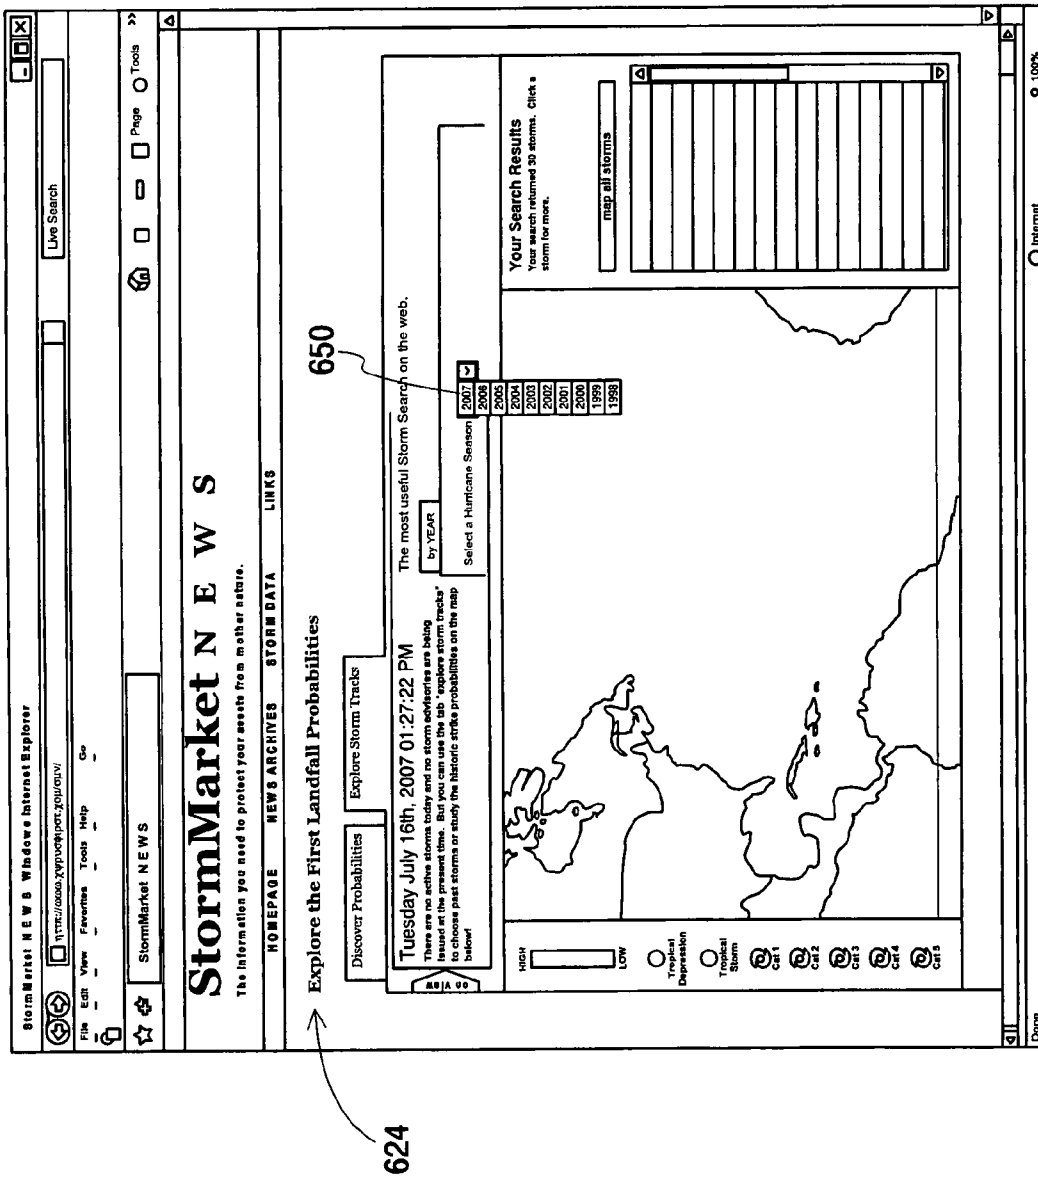 StormMarket N E W S Windows Internet Explorer
ηττπ://αααα.χγρυσφιρστ.χομ/σμν/
Live Search
File Edit View Favorites Tools Help Go
StormMarket NEWS
Page Tools »
StormMarket N E W S
The information you need to protect your assets from mother nature.
HOMEPAGE NEWS ARCHIVES STORM DATA LINKS
Explore the First Landfall Probabilities
624
Discover Probabilities Explore Storm Tracks
650
Tuesday July 16th, 2007 01:27:22 PM
There are no active storms today and no storm advisories are being
issued at the present time. But you can use the tab "explore storm tracks"
to choose past storms or study the historic strike probabilities on the map
below!
The most useful Storm Search on the web.
by YEAR
Select a Hurricane Season
2007
2006
2005
2004
2003
2002
2001
2000
1999
1998
HIGH
LOW
Tropical
Depression
Tropical
Storm
Cat 1
Cat 2
Cat 3
Cat 4
Cat 5
Your Search Results
Your search returned 30 storms. Click a
storm for more.
map all storms
Done
Internet
100%